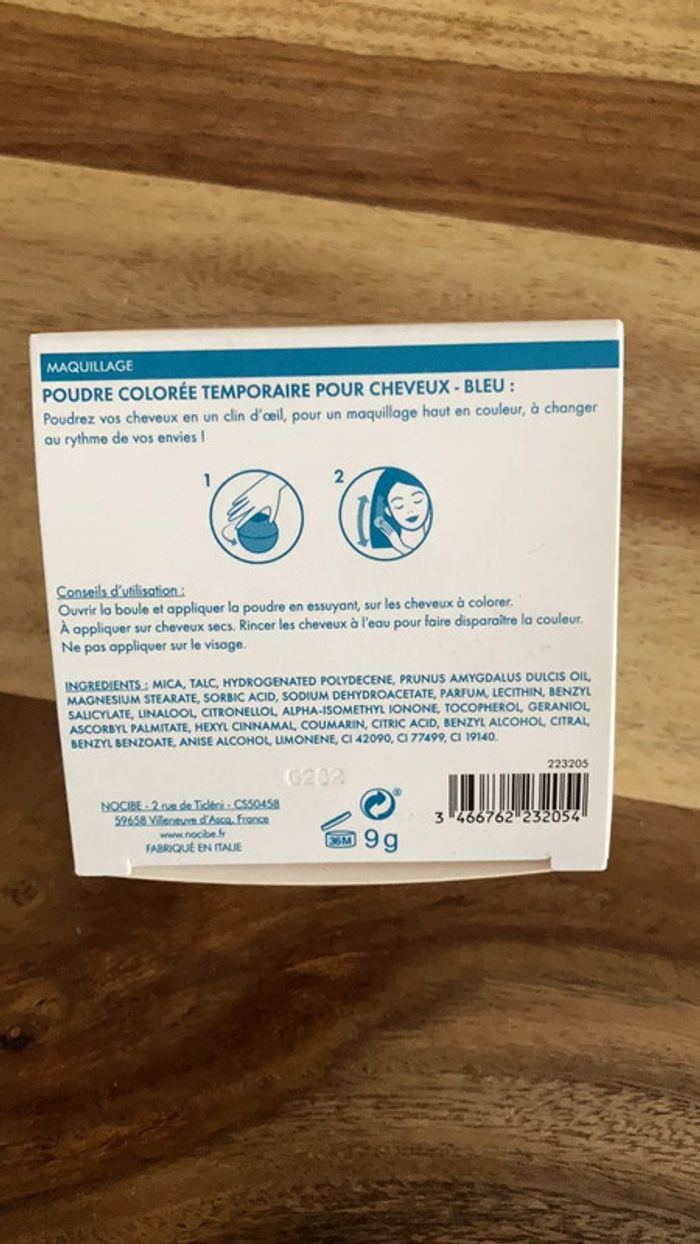 MAQUILLAGE
POUDRE COLORÉE TEMPORAIRE POUR CHEVEUX - BLEU :
Poudrez vos cheveux en un clin d'œil, pour un maquillage haut en couleur, à changer
au rythme de vos envies !
1 2
Conseils d'utilisation :
Ouvrir la boule et appliquer la poudre en essuyant, sur les cheveux à colorer.
À appliquer sur cheveux secs. Rincer les cheveux à l'eau pour faire disparaître la couleur.
Ne pas appliquer sur le visage.
INGREDIENTS : MICA, TALC, HYDROGENATED POLYDECENE, PRUNUS AMYGDALUS DULCIS OIL,
MAGNESIUM STEARATE, SORBIC ACID, SODIUM DEHYDROACETATE, PARFUM, LECITHIN, BENZYL
SALICYLATE, LINALOOL, CITRONELLOL, ALPHA-ISOMETHYL IONONE, TOCOPHEROL, GERANIOL,
ASCORBYL PALMITATE, HEXYL CINNAMAL, COUMARIN, CITRIC ACID, BENZYL ALCOHOL, CITRAL,
BENZYL BENZOATE, ANISE ALCOHOL, LIMONENE, CI 42090, CI 77499, CI 19140.
223205
NOCIBE - 2 rue de Ticléni - CS50458
59658 Villeneuve d'Ascq, France
www.nocibe.fr
FABRIQUÉ EN ITALIE
36M 9 g
3 466762 232054